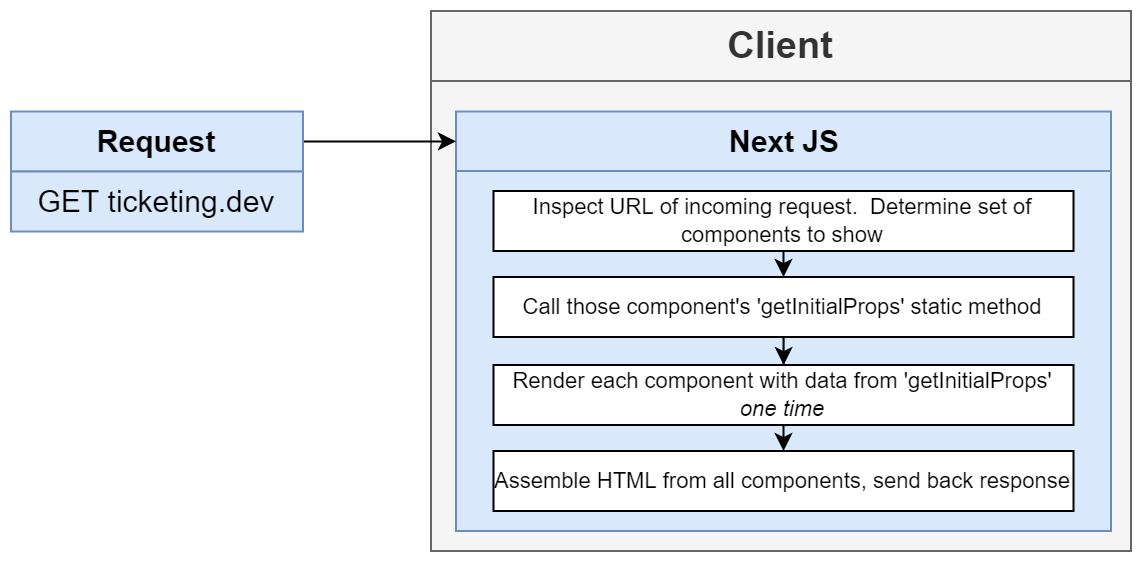 Client
Request
GET ticketing.dev
Next JS
Inspect URL of incoming request.  Determine set of
components to show
Call those component's 'getInitialProps' static method
Render each component with data from 'getInitialProps'
one time
Assemble HTML from all components, send back response